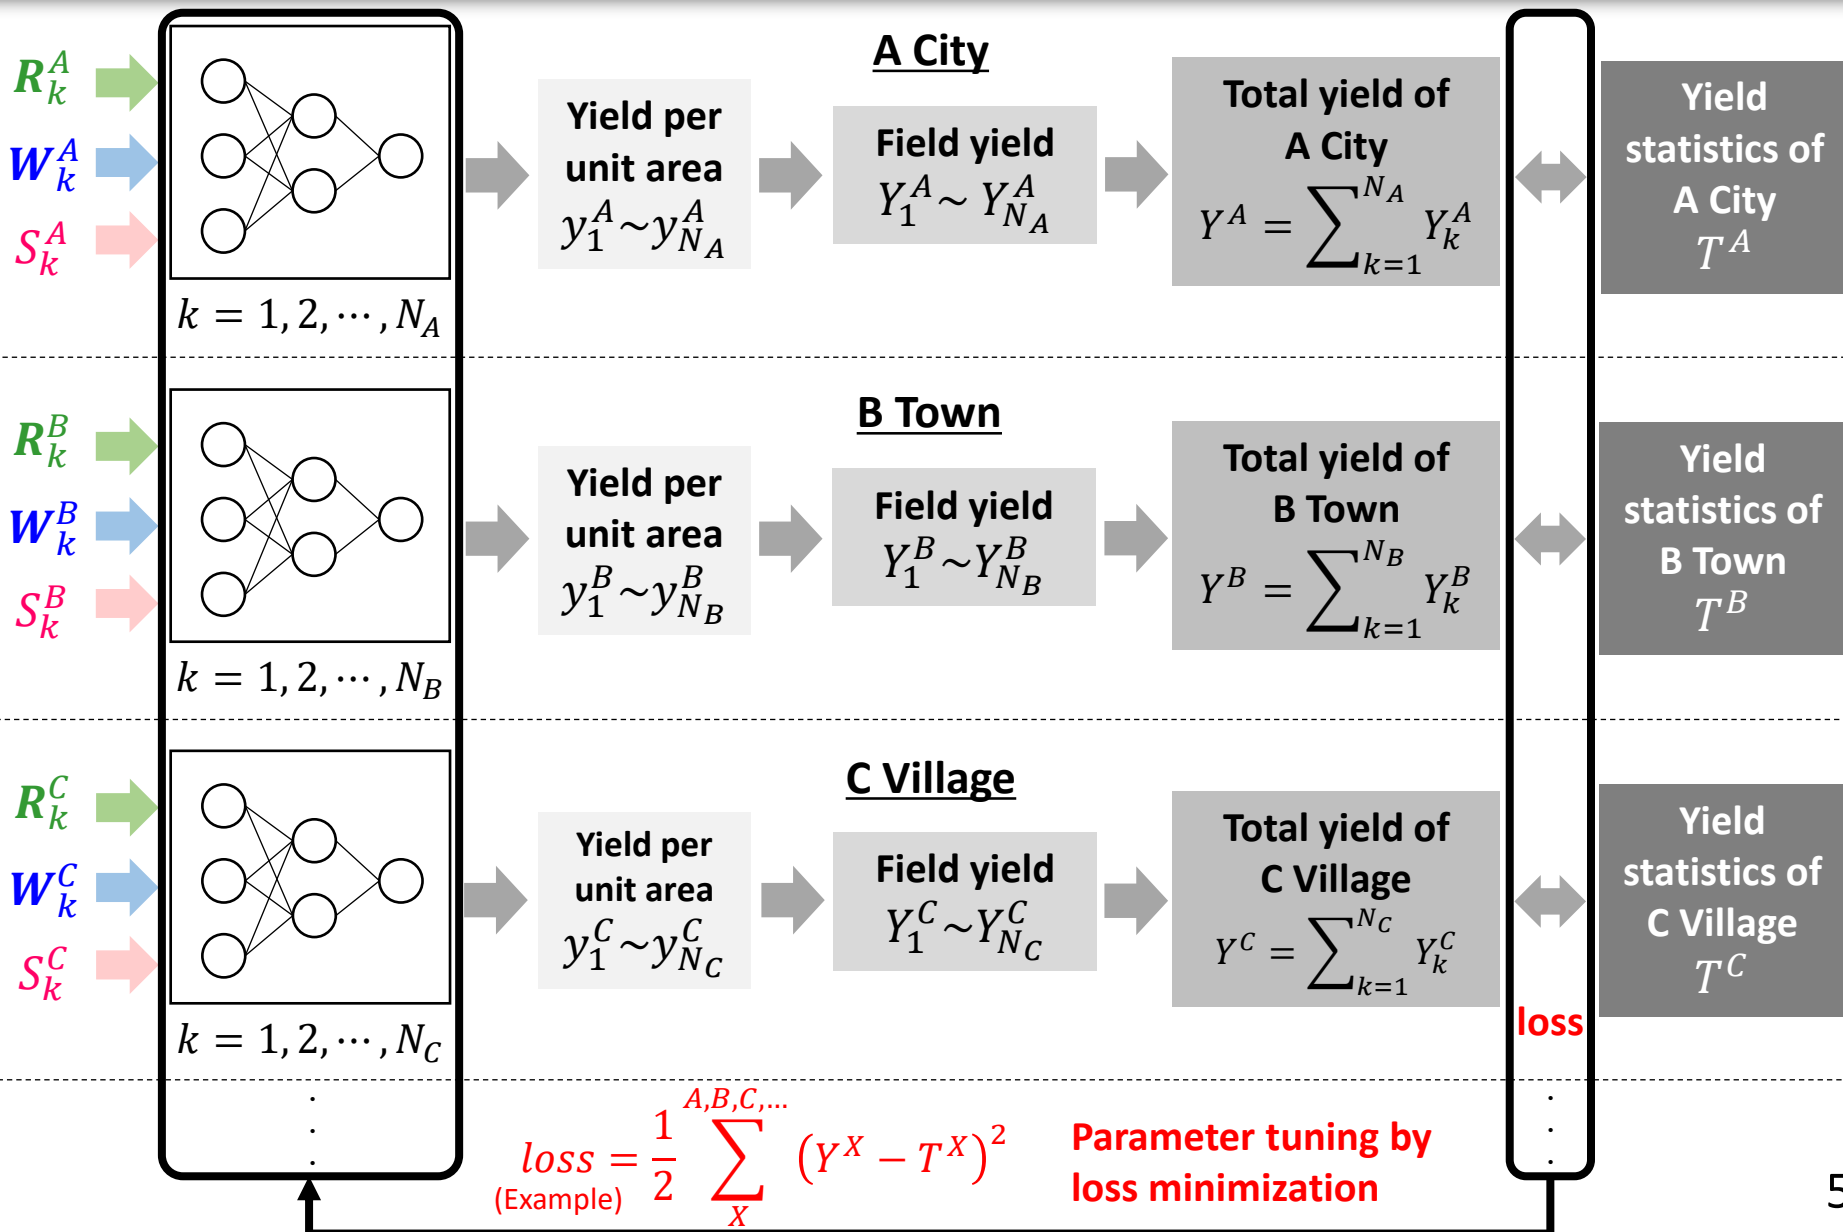 A City
R_k^A
W_k^A
S_k^A
k = 1, 2, ⋯, N_A
Yield per
unit area
y_1^A ~ y_{N_A}^A
Field yield
Y_1^A ~ Y_{N_A}^A
Total yield of
A City
Y^A = ∑_{k=1}^{N_A} Y_k^A
Yield
statistics of
A City
T^A
B Town
R_k^B
W_k^B
S_k^B
k = 1, 2, ⋯, N_B
Yield per
unit area
y_1^B ~ y_{N_B}^B
Field yield
Y_1^B ~ Y_{N_B}^B
Total yield of
B Town
Y^B = ∑_{k=1}^{N_B} Y_k^B
Yield
statistics of
B Town
T^B
C Village
R_k^C
W_k^C
S_k^C
k = 1, 2, ⋯, N_C
Yield per
unit area
y_1^C ~ y_{N_C}^C
Field yield
Y_1^C ~ Y_{N_C}^C
Total yield of
C Village
Y^C = ∑_{k=1}^{N_C} Y_k^C
Yield
statistics of
C Village
T^C
loss
loss = \frac{1}{2} ∑_X^{A,B,C,…} (Y^X − T^X)^2
(Example)
Parameter tuning by
loss minimization
5